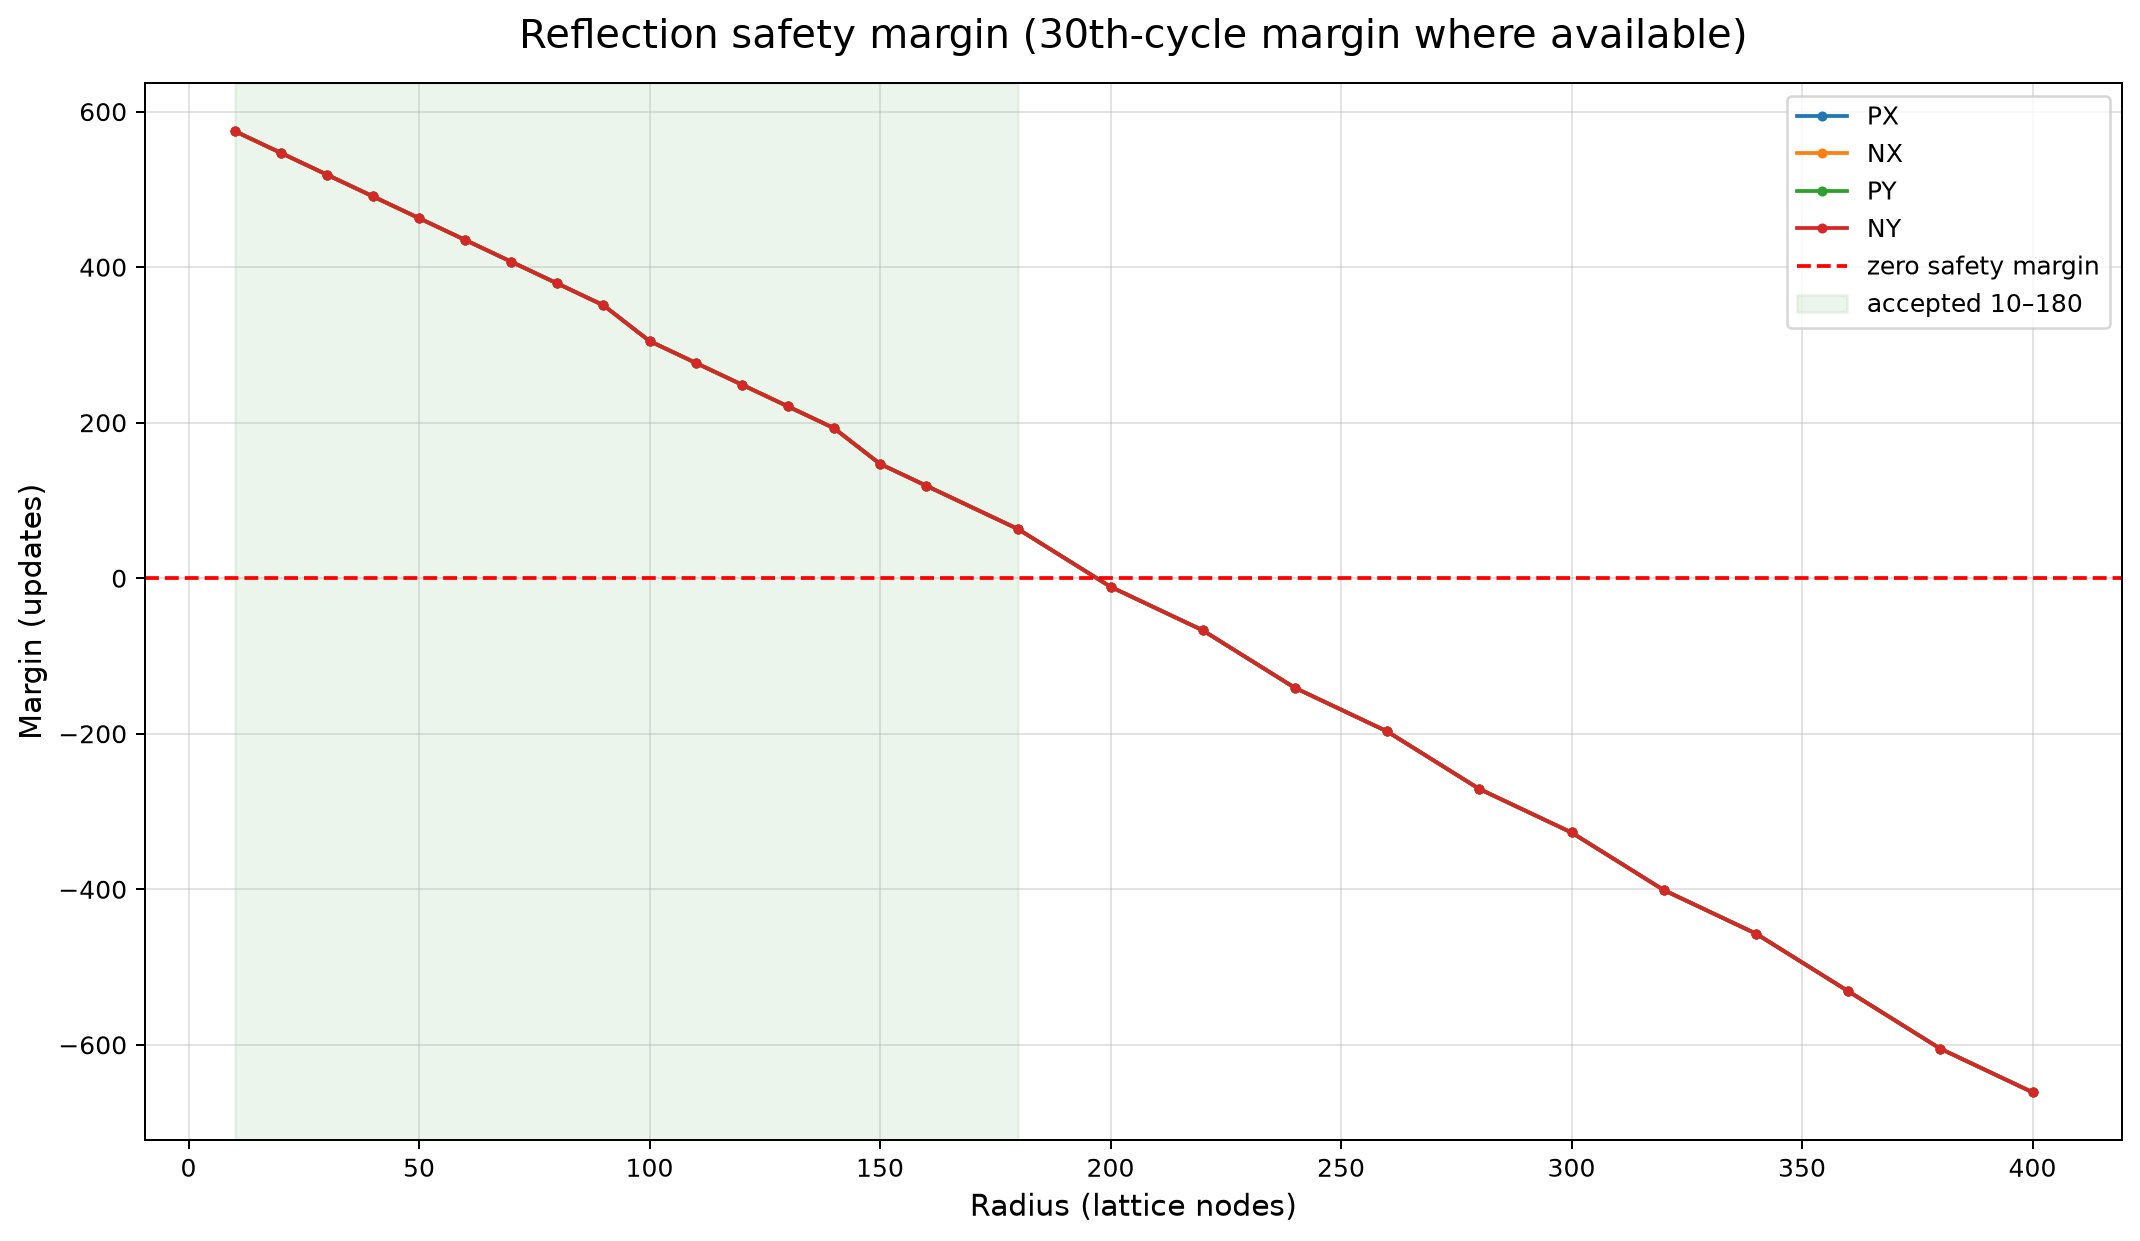 Reflection safety margin (30th-cycle margin where available)
600
400
200
0
−200
−400
−600
Margin (updates)
PX
NX
PY
NY
zero safety margin
accepted 10–180
0 50 100 150 200 250 300 350 400
Radius (lattice nodes)